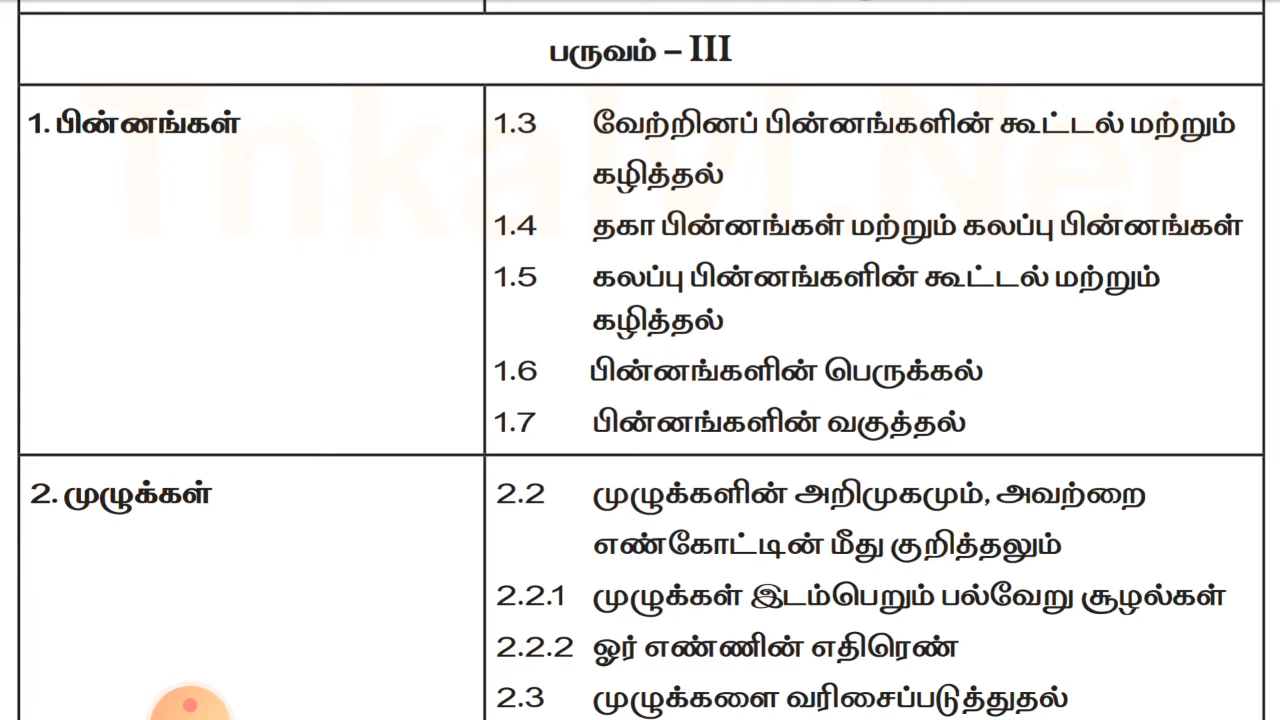 பருவம் – III
1. பின்னங்கள்
1.3 வேற்றினப் பின்னங்களின் கூட்டல் மற்றும்
கழித்தல்
1.4 தகா பின்னங்கள் மற்றும் கலப்பு பின்னங்கள்
1.5 கலப்பு பின்னங்களின் கூட்டல் மற்றும்
கழித்தல்
1.6 பின்னங்களின் பெருக்கல்
1.7 பின்னங்களின் வகுத்தல்
2. முழுக்கள்
2.2 முழுக்களின் அறிமுகமும், அவற்றை
எண்கோட்டின் மீது குறித்தலும்
2.2.1 முழுக்கள் இடம்பெறும் பல்வேறு சூழல்கள்
2.2.2 ஓர் எண்ணின் எதிரெண்
2.3 முழுக்களை வரிசைப்படுத்துதல்
Tnkalvi.Net